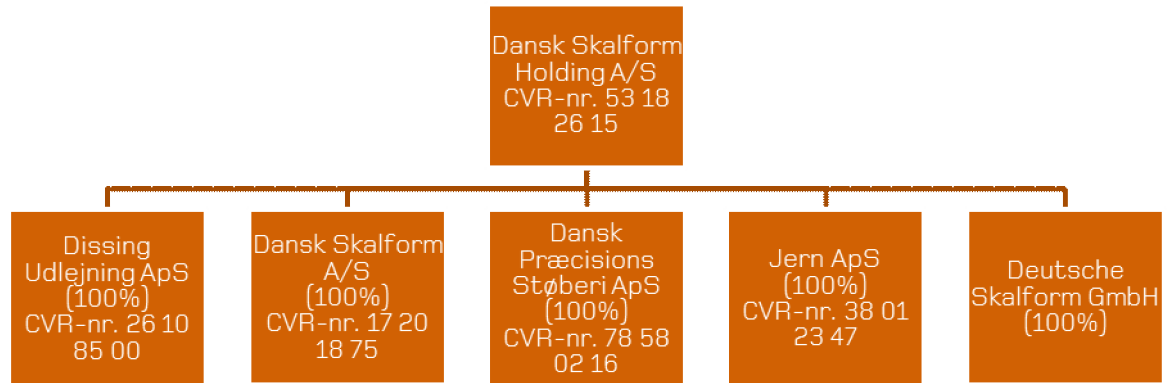 Dansk Skalform
Holding A/S
CVR-nr. 53 18
26 15
Dissing
Udlejning ApS
(100%)
CVR-nr. 26 10
85 00
Dansk Skalform
A/S
(100%)
CVR-nr. 17 20
18 75
Dansk
Præcisions
Støberi ApS
(100%)
CVR-nr. 78 58
02 16
Jern ApS
(100%)
CVR-nr. 38 01
23 47
Deutsche
Skalform GmbH
(100%)